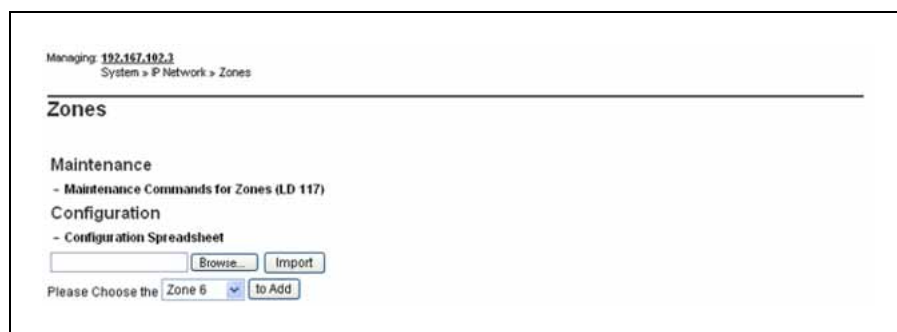 Managing: 192.167.102.3
System » IP Network » Zones
Zones
Maintenance
– Maintenance Commands for Zones (LD 117)
Configuration
– Configuration Spreadsheet
Browse... Import
Please Choose the Zone 6 to Add